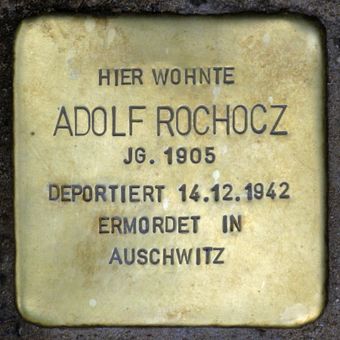 HIER WOHNTE
ADOLF ROCHOCZ
JG. 1905
DEPORTIERT 14.12.1942
ERMORDET IN
AUSCHWITZ